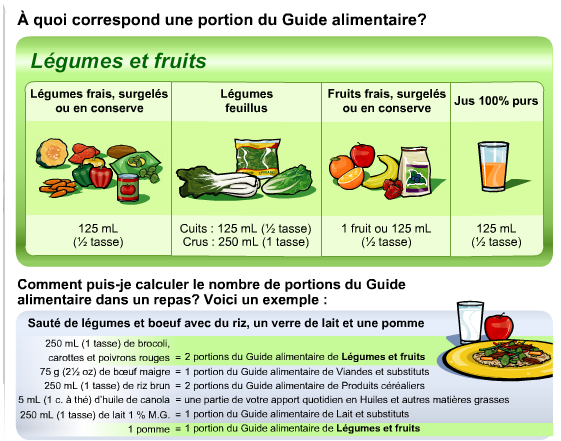 À quoi correspond une portion du Guide alimentaire?
Légumes et fruits
Légumes frais, surgelés
ou en conserve
Légumes
feuillus
Fruits frais, surgelés
ou en conserve
Jus 100% purs
125 mL
(½ tasse)
Cuits : 125 mL (½ tasse)
Crus : 250 mL (1 tasse)
1 fruit ou 125 mL
(½ tasse)
125 mL
(½ tasse)
Comment puis-je calculer le nombre de portions du Guide
alimentaire dans un repas? Voici un exemple :
Sauté de légumes et boeuf avec du riz, un verre de lait et une pomme
250 mL (1 tasse) de brocoli,
carottes et poivrons rouges = 2 portions du Guide alimentaire de Légumes et fruits
75 g (2½ oz) de bœuf maigre = 1 portion du Guide alimentaire de Viandes et substituts
250 mL (1 tasse) de riz brun = 2 portions du Guide alimentaire de Produits céréaliers
5 mL (1 c. à thé) d'huile de canola = une partie de votre apport quotidien en Huiles et autres matières grasses
250 mL (1 tasse) de lait 1 % M.G. = 1 portion du Guide alimentaire de Lait et substituts
1 pomme = 1 portion du Guide alimentaire de Légumes et fruits